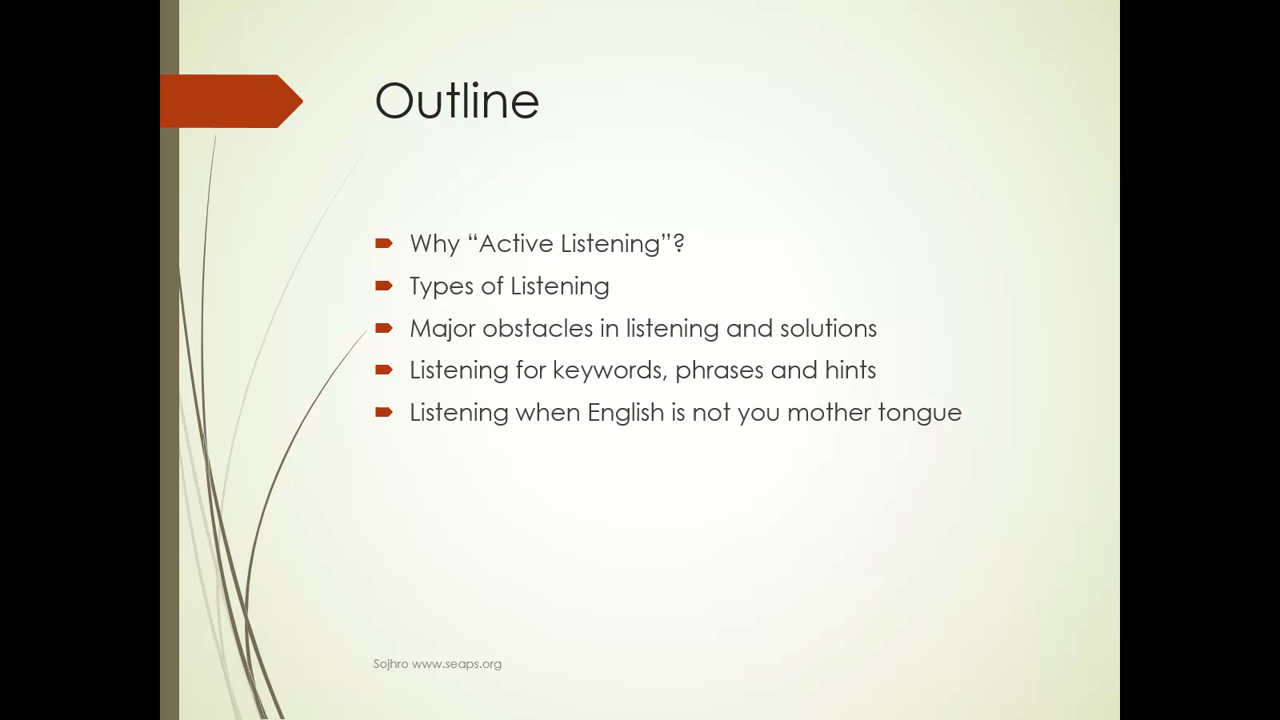 Outline
Why “Active Listening”?
Types of Listening
Major obstacles in listening and solutions
Listening for keywords, phrases and hints
Listening when English is not you mother tongue
Sojhro www.seaps.org